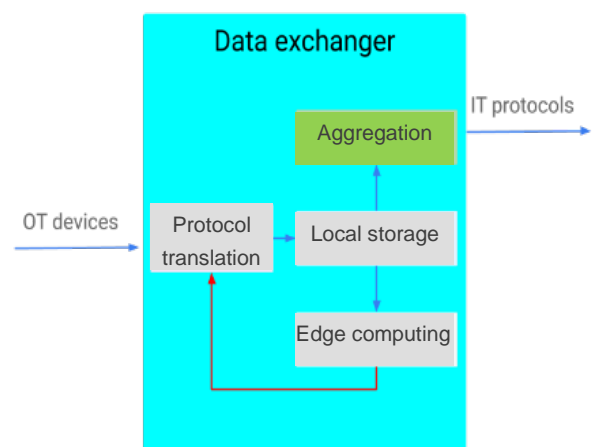 Data exchanger
IT protocols
Aggregation
OT devices
Protocol
translation
Local storage
Edge computing